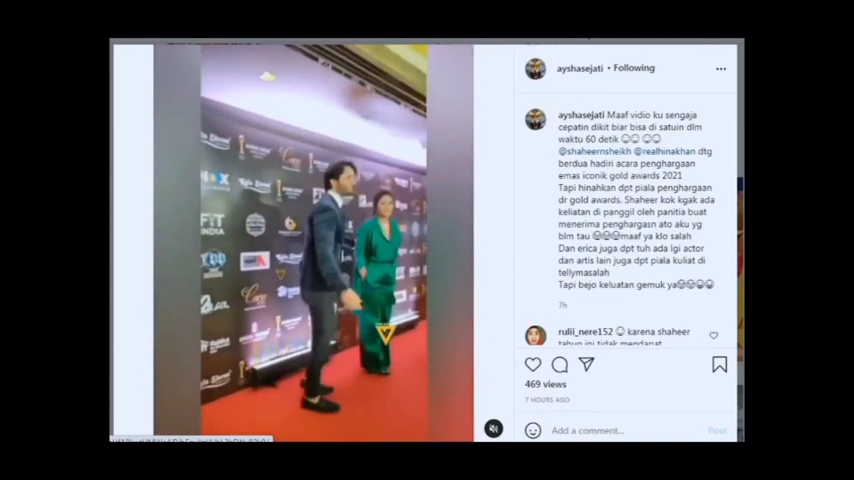 ayshasejati • Following
ayshasejati Maaf vidio ku sengaja
cepatin dikit biar bisa di satuin dlm
waktu 60 detik
@shaheernsheikh @realhinakhan dtg
berdua hadiri acara penghargaan
emas iconik gold awards 2021
Tapi hinahkan dpt piala penghargaan
dr gold awards. Shaheer kok kgak ada
keliatan di panggil oleh panitia buat
menerima penghargasn ato aku yg
blm tau maaf ya klo salah
Dan erica juga dpt tuh ada lgi actor
dan artis lain juga dpt piala kuliat di
tellymasalah
Tapi bejo keluatan gemuk ya
7h
rulii_nere152 karena shaheer
tahun ini tidak mendapat
469 views
7 HOURS AGO
Add a comment... Post
FIT
INDIA